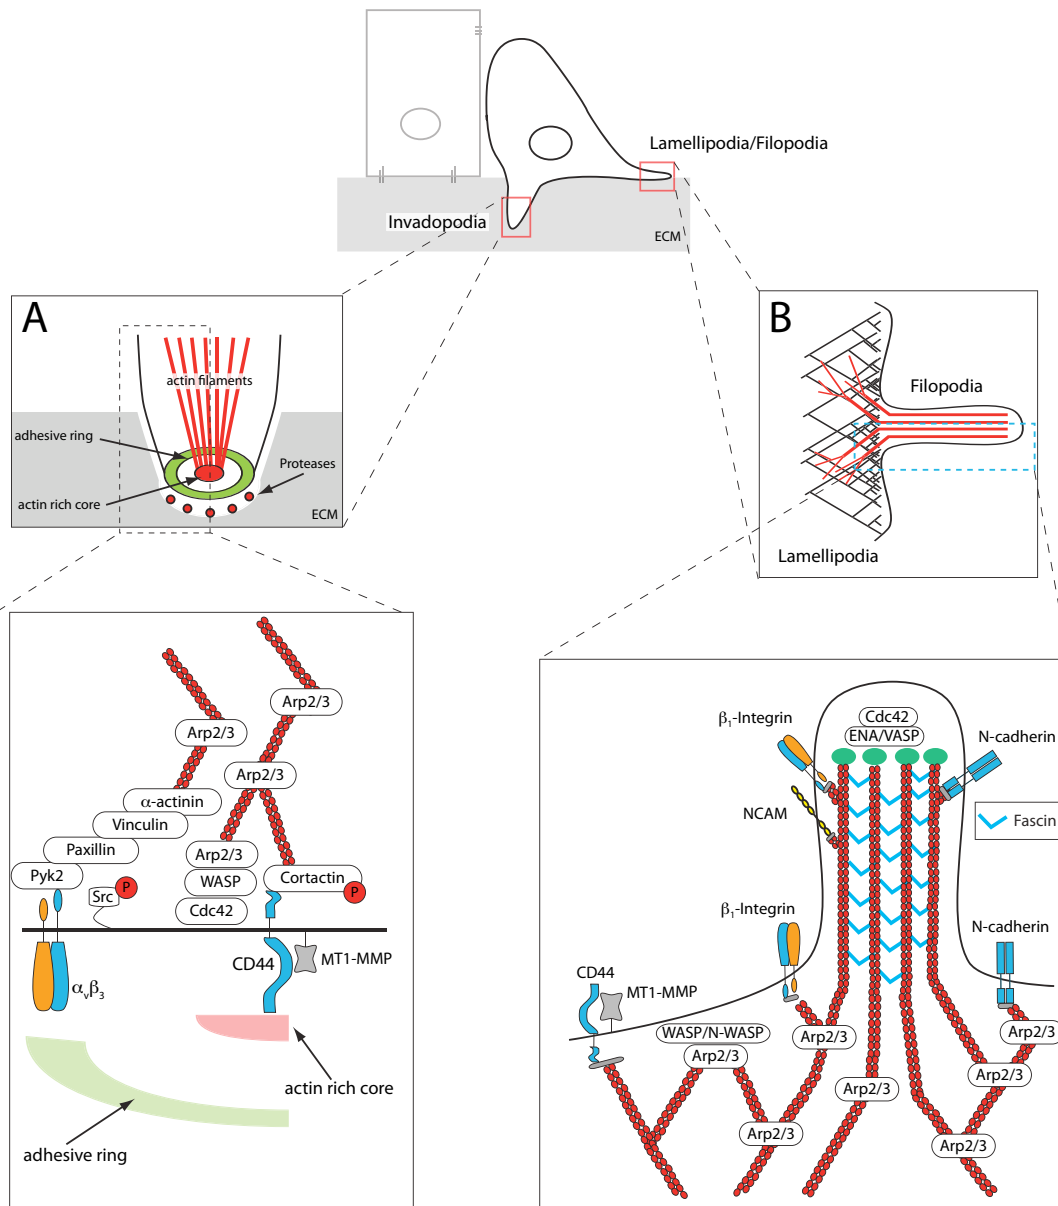 Lamellipodia/Filopodia
Invadopodia
ECM
A
actin filaments
adhesive ring
Proteases
actin rich core
ECM
B
Filopodia
Lamellipodia
Arp2/3
Arp2/3
Arp2/3
α-actinin
Vinculin
Paxillin
Arp2/3
Pyk2
Src
P
WASP
Cortactin
P
Cdc42
CD44
MT1-MMP
αvβ3
actin rich core
adhesive ring
β1-Integrin
Cdc42
ENA/VASP
N-cadherin
NCAM
Fascin
β1-Integrin
N-cadherin
CD44
MT1-MMP
WASP/N-WASP
Arp2/3
Arp2/3
Arp2/3
Arp2/3
Arp2/3
Arp2/3
Arp2/3